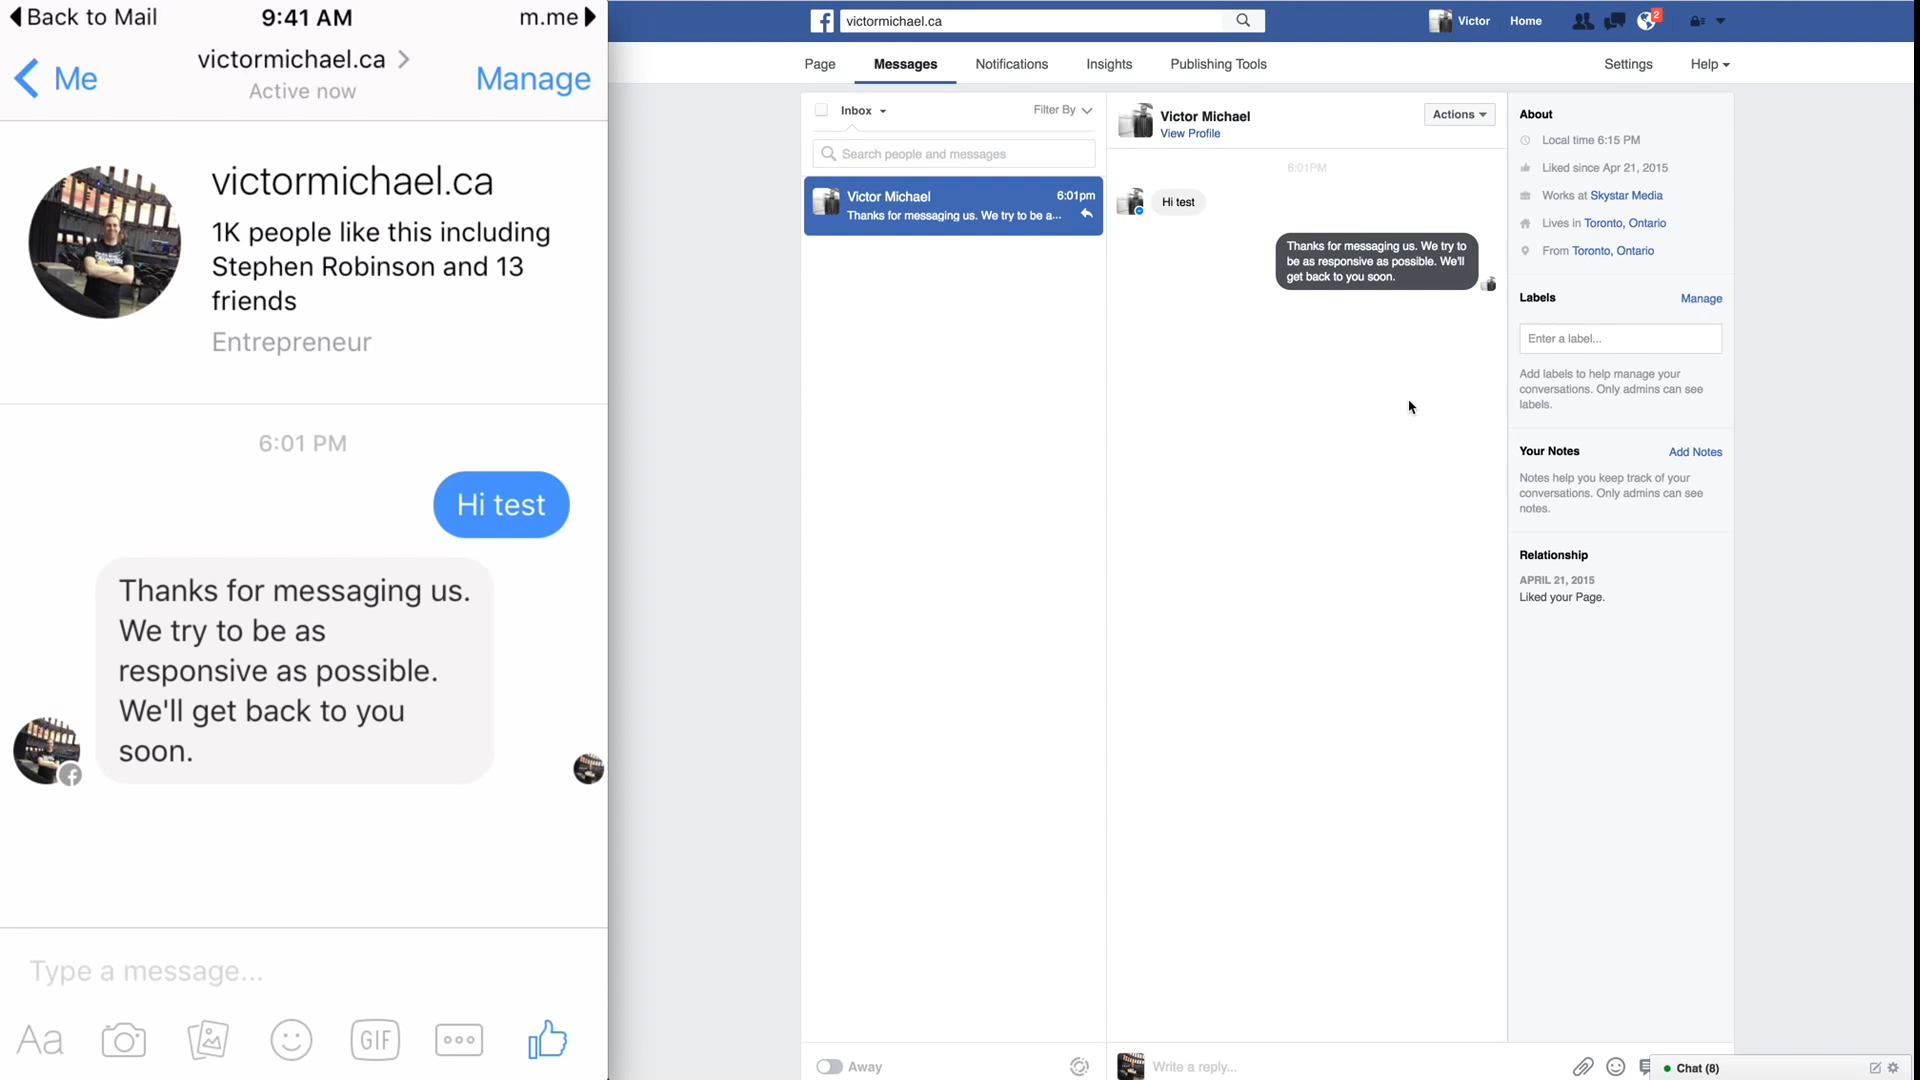 Back to Mail
9:41 AM
m.me
Me
victormichael.ca
Active now
Manage
victormichael.ca
1K people like this including
Stephen Robinson and 13
friends
Entrepreneur
6:01 PM
Hi test
Thanks for messaging us.
We try to be as
responsive as possible.
We'll get back to you
soon.
Type a message...
Aa
GIF
victormichael.ca
Victor
Home
2
Page
Messages
Notifications
Insights
Publishing Tools
Settings
Help
Inbox
Filter By
Search people and messages
Victor Michael
6:01pm
Thanks for messaging us. We try to be a...
Away
Victor Michael
View Profile
Actions
6:01PM
Hi test
Thanks for messaging us. We try to
be as responsive as possible. We'll
get back to you soon.
Write a reply...
About
Local time 6:15 PM
Liked since Apr 21, 2015
Works at Skystar Media
Lives in Toronto, Ontario
From Toronto, Ontario
Labels
Manage
Enter a label...
Add labels to help manage your
conversations. Only admins can see
labels.
Your Notes
Add Notes
Notes help you keep track of your
conversations. Only admins can see
notes.
Relationship
APRIL 21, 2015
Liked your Page.
Chat (8)